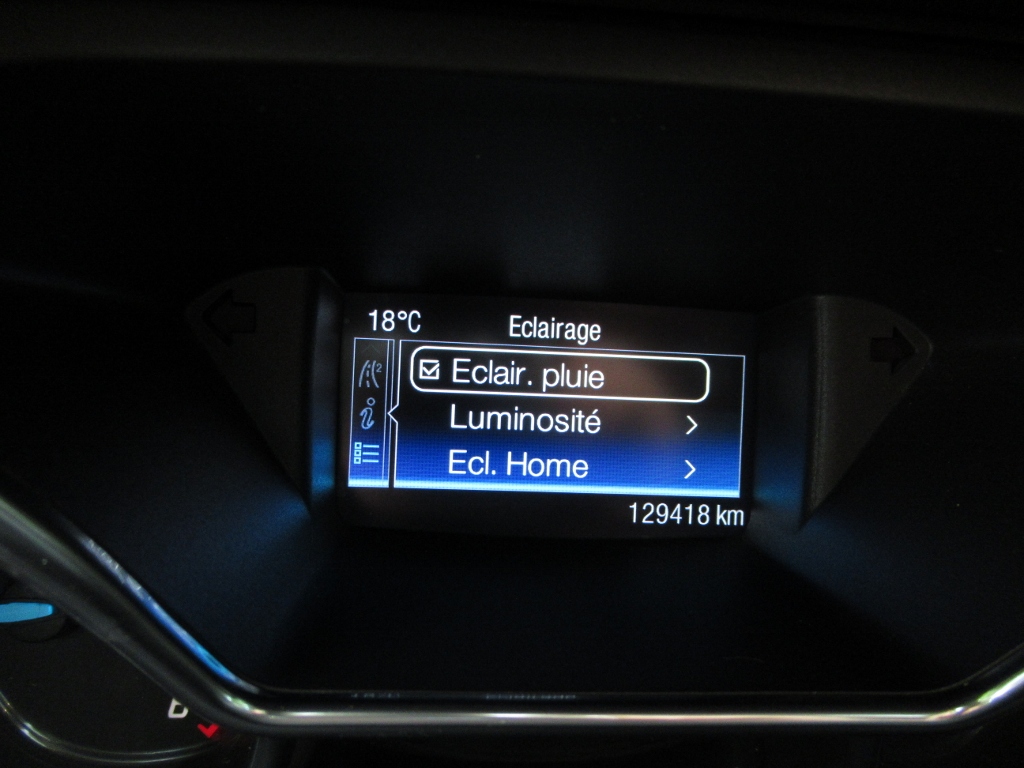 18°C Eclairage
Eclair. pluie
Luminosité
Ecl. Home
129418 km